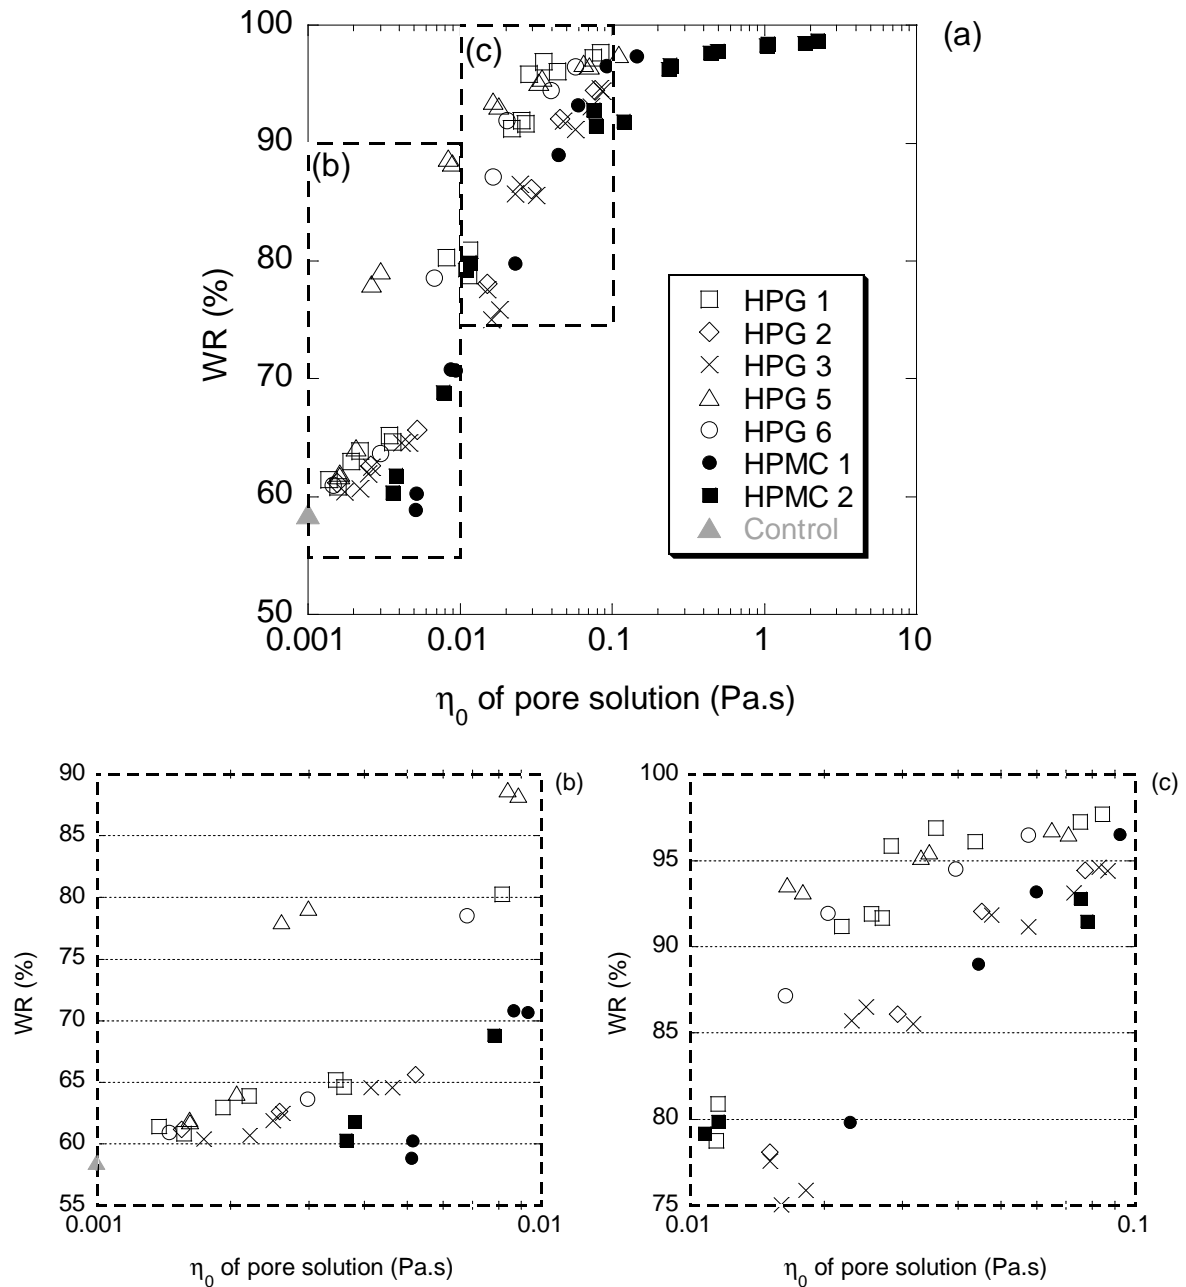 100
90
80
70
60
50
WR (%)
(a)
(b)
(c)
HPG 1
HPG 2
HPG 3
HPG 5
HPG 6
HPMC 1
HPMC 2
Control
0.001
0.01
0.1
1
10
η0 of pore solution (Pa.s)
90
85
80
75
70
65
60
55
WR (%)
(b)
0.001
0.01
η0 of pore solution (Pa.s)
100
95
90
85
80
75
WR (%)
(c)
0.01
0.1
η0 of pore solution (Pa.s)